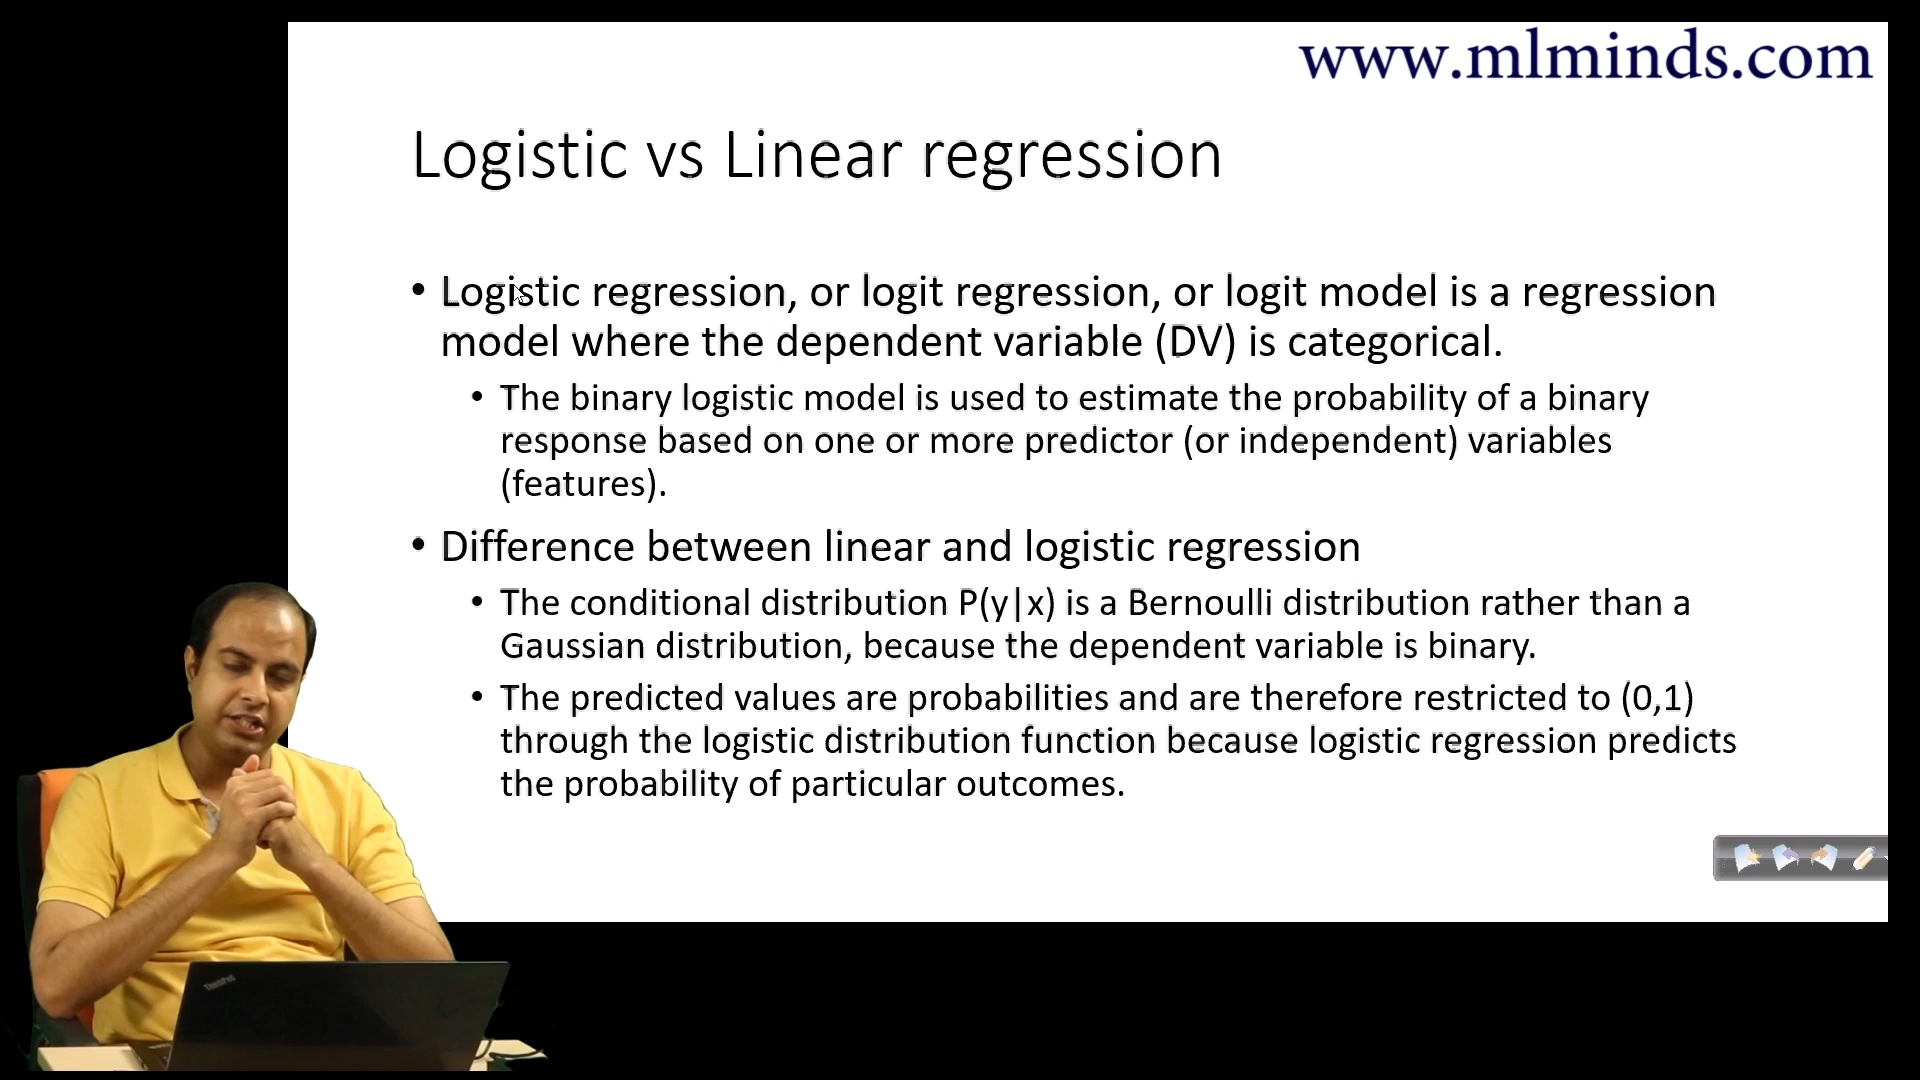 www.mlminds.com
Logistic vs Linear regression
• Logistic regression, or logit regression, or logit model is a regression
model where the dependent variable (DV) is categorical.
• The binary logistic model is used to estimate the probability of a binary
response based on one or more predictor (or independent) variables
(features).
• Difference between linear and logistic regression
• The conditional distribution P(y|x) is a Bernoulli distribution rather than a
Gaussian distribution, because the dependent variable is binary.
• The predicted values are probabilities and are therefore restricted to (0,1)
through the logistic distribution function because logistic regression predicts
the probability of particular outcomes.
ThinkPad